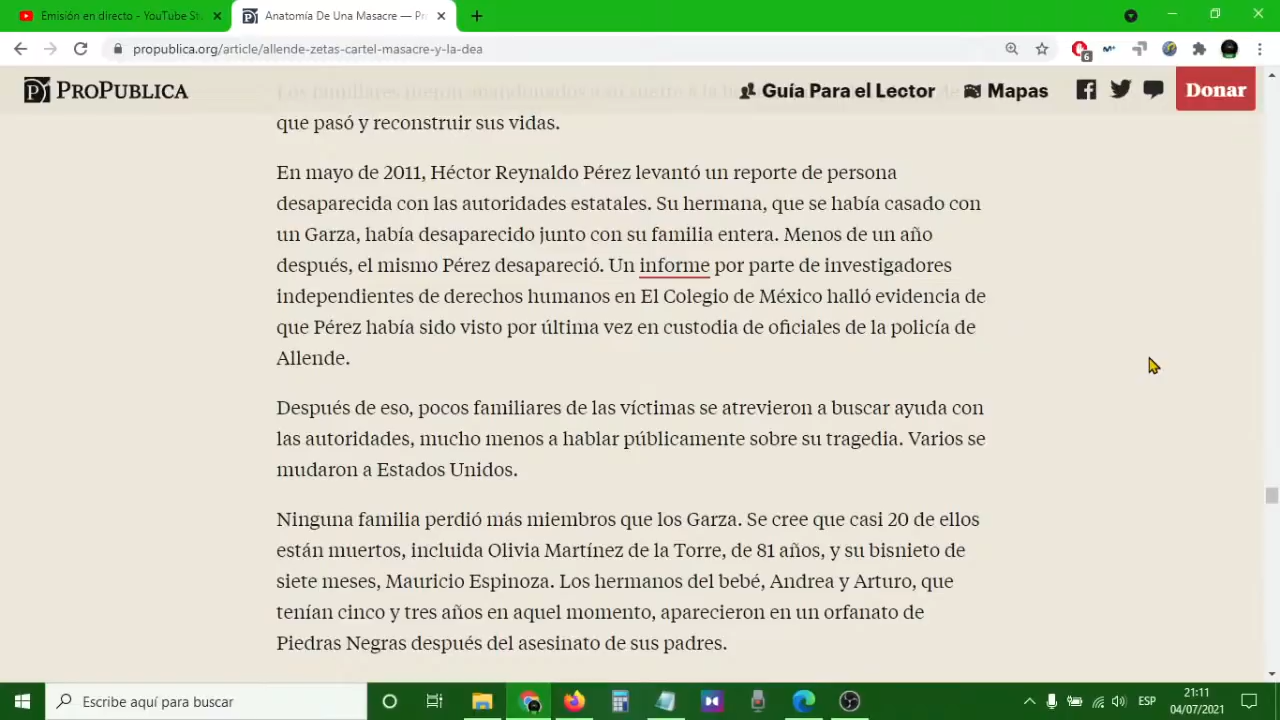 Emisión en directo - YouTube St
Anatomía De Una Masacre — Pr
propublica.org/article/allende-zetas-cartel-masacre-y-la-dea
6
PROPUBLICA
Guía Para el Lector
Mapas
Donar
que pasó y reconstruir sus vidas.
En mayo de 2011, Héctor Reynaldo Pérez levantó un reporte de persona
desaparecida con las autoridades estatales. Su hermana, que se había casado con
un Garza, había desaparecido junto con su familia entera. Menos de un año
después, el mismo Pérez desapareció. Un informe por parte de investigadores
independientes de derechos humanos en El Colegio de México halló evidencia de
que Pérez había sido visto por última vez en custodia de oficiales de la policía de
Allende.
Después de eso, pocos familiares de las víctimas se atrevieron a buscar ayuda con
las autoridades, mucho menos a hablar públicamente sobre su tragedia. Varios se
mudaron a Estados Unidos.
Ninguna familia perdió más miembros que los Garza. Se cree que casi 20 de ellos
están muertos, incluida Olivia Martínez de la Torre, de 81 años, y su bisnieto de
siete meses, Mauricio Espinoza. Los hermanos del bebé, Andrea y Arturo, que
tenían cinco y tres años en aquel momento, aparecieron en un orfanato de
Piedras Negras después del asesinato de sus padres.
Escribe aquí para buscar
ESP
21:11
04/07/2021